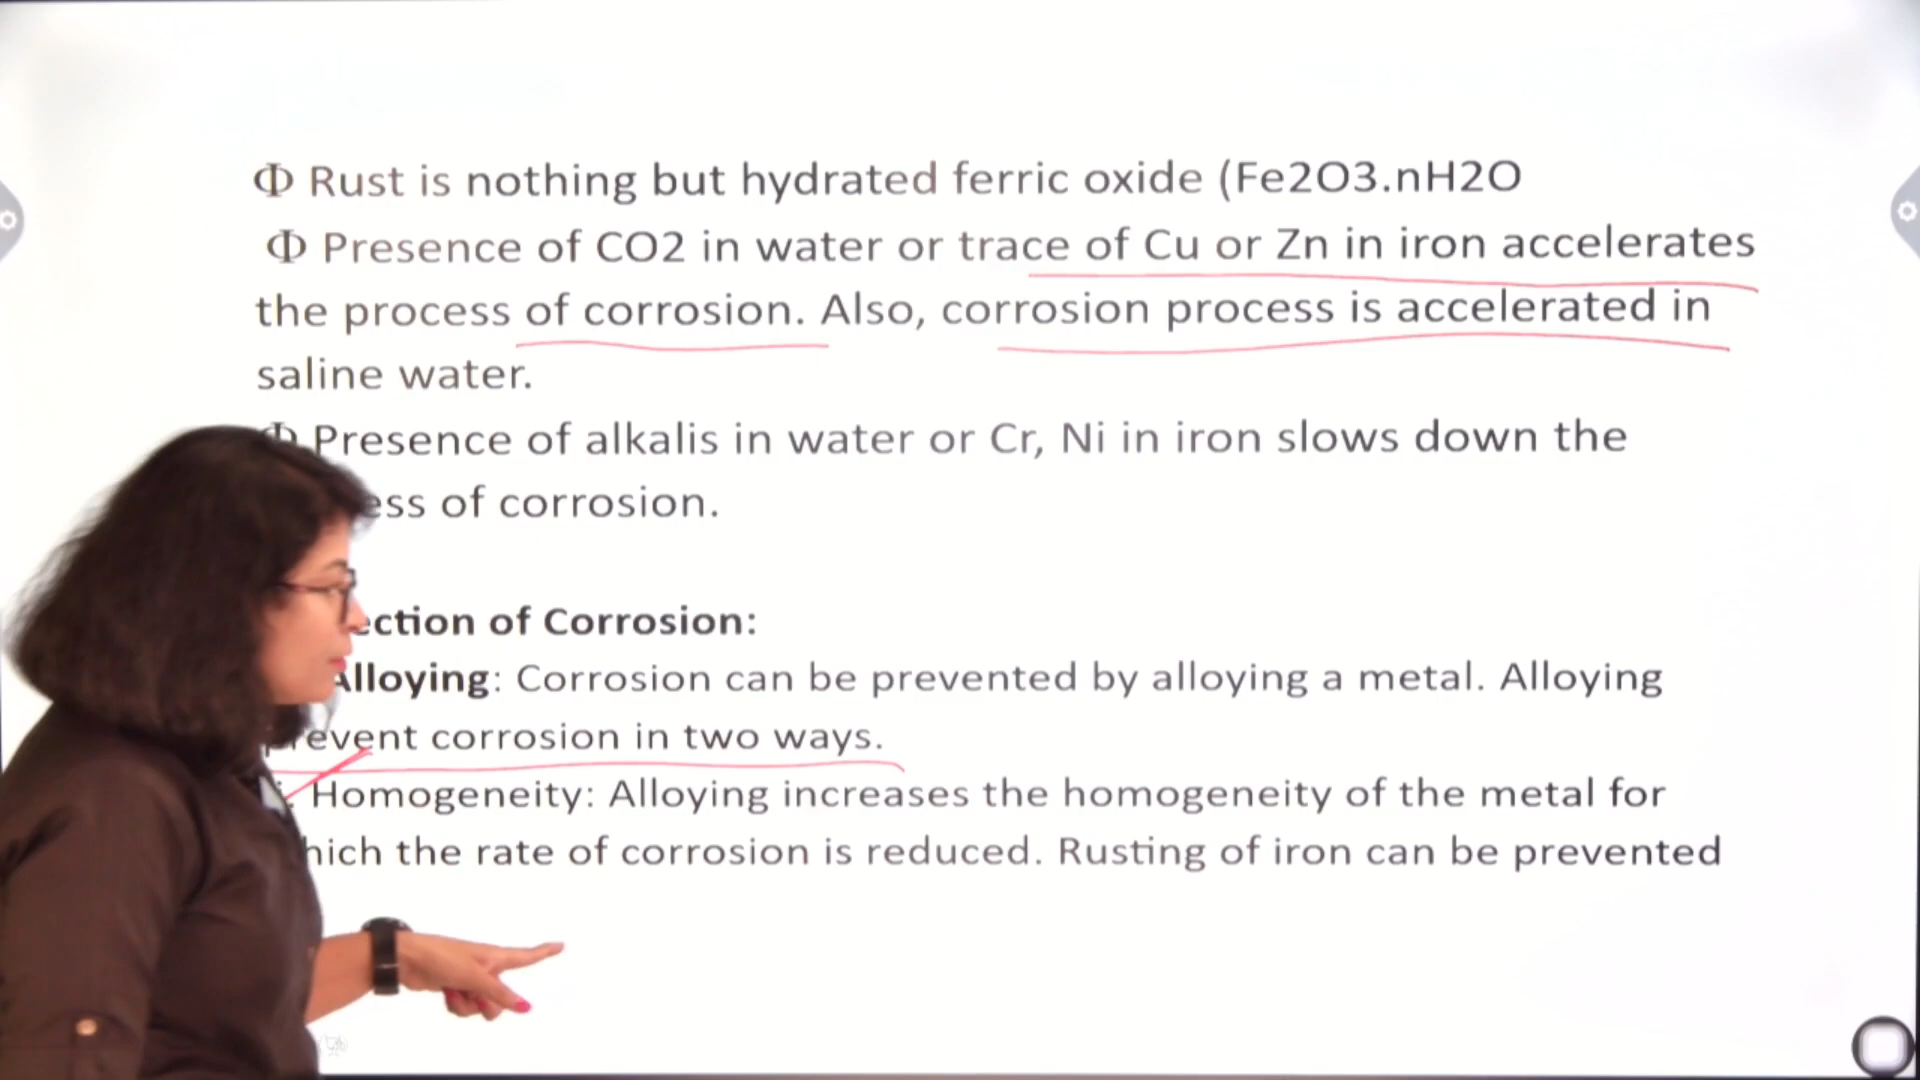 Φ Rust is nothing but hydrated ferric oxide (Fe2O3.nH2O
Φ Presence of CO2 in water or trace of Cu or Zn in iron accelerates
the process of corrosion. Also, corrosion process is accelerated in
saline water.
Φ Presence of alkalis in water or Cr, Ni in iron slows down the
ess of corrosion.
ection of Corrosion:
Alloying: Corrosion can be prevented by alloying a metal. Alloying
prevent corrosion in two ways.
Homogeneity: Alloying increases the homogeneity of the metal for
hich the rate of corrosion is reduced. Rusting of iron can be prevented